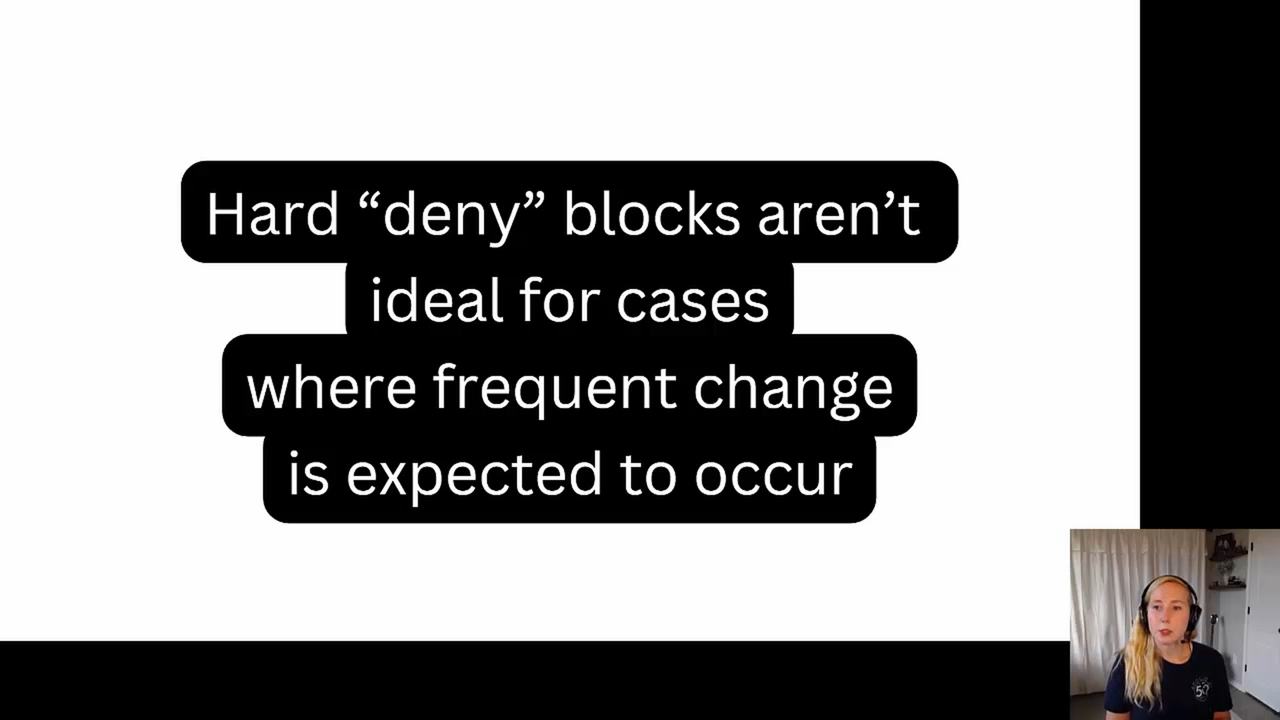 Hard “deny” blocks aren’t
ideal for cases
where frequent change
is expected to occur